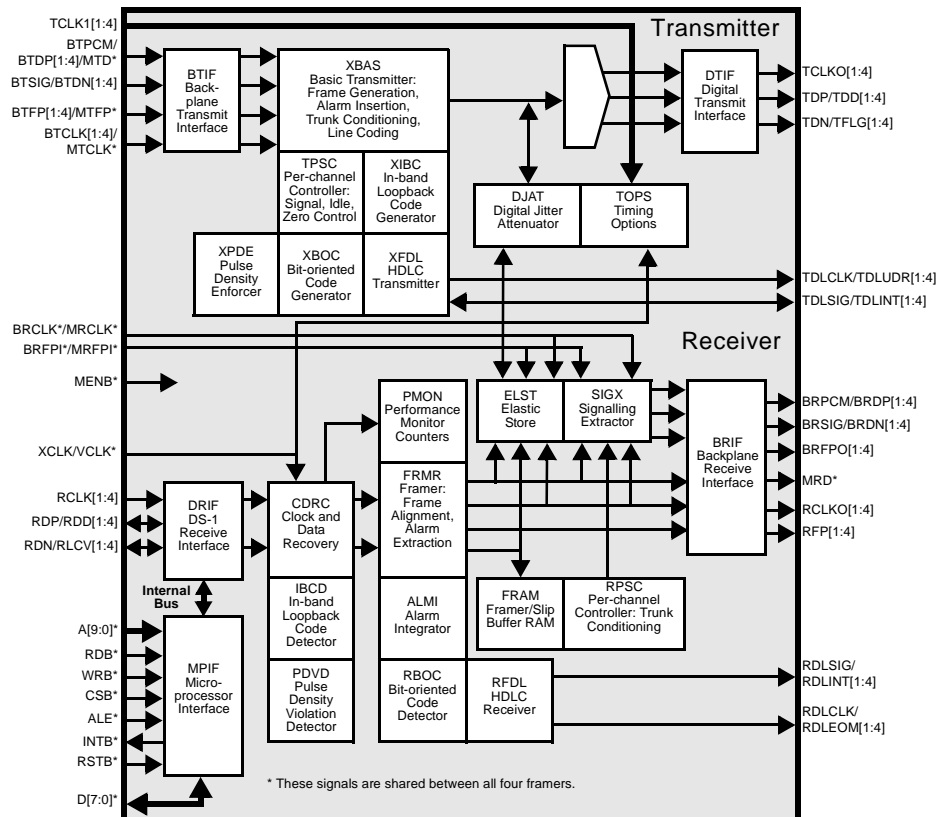 TCLK1[1:4]
Transmitter
BTPCM/
BTDP[1:4]/MTD*
BTSIG/BTDN[1:4]
BTFP[1:4]/MTFP*
BTCLK[1:4]/
MTCLK*
BTIF
Back-
plane
Transmit
Interface
XBAS
Basic Transmitter:
Frame Generation,
Alarm Insertion,
Trunk Conditioning,
Line Coding
DTIF
Digital
Transmit
Interface
TCLKO[1:4]
TDP/TDD[1:4]
TDN/TFLG[1:4]
TPSC
Per-channel
Controller:
Signal, Idle,
Zero Control
XIBC
In-band
Loopback
Code
Generator
DJAT
Digital Jitter
Attenuator
TOPS
Timing
Options
XPDE
Pulse
Density
Enforcer
XBOC
Bit-oriented
Code
Generator
XFDL
HDLC
Transmitter
TDLCLK/TDLUDR[1:4]
TDLSIG/TDLINT[1:4]
BRCLK*/MRCLK*
BRFPI*/MRFPI*
Receiver
MENB*
XCLK/VCLK*
RCLK[1:4]
RDP/RDD[1:4]
RDN/RLCV[1:4]
PMON
Performance
Monitor
Counters
ELST
Elastic
Store
SIGX
Signalling
Extractor
BRIF
Backplane
Receive
Interface
BRPCM/BRDP[1:4]
BRSIG/BRDN[1:4]
BRFPO[1:4]
MRD*
RCLKO[1:4]
RFP[1:4]
DRIF
DS-1
Receive
Interface
CDRC
Clock and
Data
Recovery
FRMR
Framer:
Frame
Alignment,
Alarm
Extraction
Internal
Bus
IBCD
In-band
Loopback
Code
Detector
ALMI
Alarm
Integrator
FRAM
Framer/Slip
Buffer RAM
RPSC
Per-channel
Controller: Trunk
Conditioning
A[9:0]*
RDB*
WRB*
CSB*
ALE*
INTB*
RSTB*
D[7:0]*
MPIF
Micro-
processor
Interface
PDVD
Pulse
Density
Violation
Detector
RBOC
Bit-oriented
Code
Detector
RFDL
HDLC
Receiver
RDLSIG/
RDLINT[1:4]
RDLCLK/
RDLEOM[1:4]
* These signals are shared between all four framers.